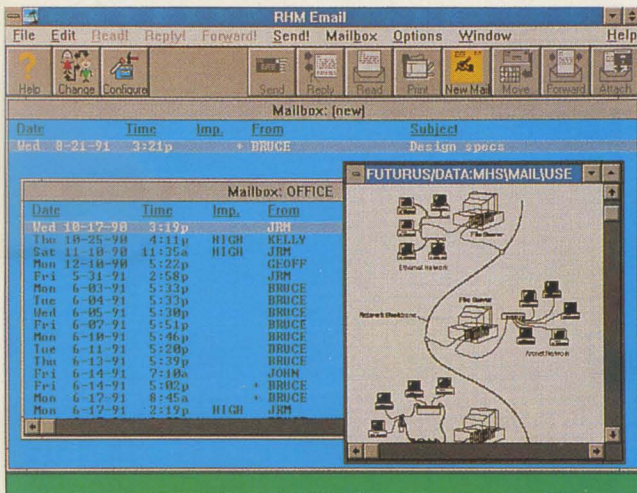 RHM Email
File Edit Read! Reply! Forward! Send! Mailbox Options Window Help
Help Change Configure Send Reply Read Print New Mail Move Forward Attach
Mailbox: (new)
Date Time Imp. From Subject
Wed 8-21-91 3:21p + BRUCE Design specs
FUTURUS/DATA:MHS\MAIL\USE
Mailbox: OFFICE
Date Time Imp. From
Wed 10-17-90 3:19p JRM
Thu 10-25-90 4:11p HIGH KELLY
Sat 11-10-90 11:35a HIGH JRM
Mon 12-10-90 5:22p GEOFF
Fri 5-31-91 2:58p JRM
Mon 6-03-91 5:33p BRUCE
Tue 6-04-91 5:33p BRUCE
Wed 6-05-91 5:30p BRUCE
Fri 6-07-91 5:51p BRUCE
Mon 6-10-91 5:46p BRUCE
Tue 6-11-91 5:20p BRUCE
Thu 6-13-91 5:39p BRUCE
Fri 6-14-91 7:10a JOHN
Fri 6-14-91 5:02p + BRUCE
Mon 6-17-91 8:45a + BRUCE
Mon 6-17-91 2:19p HIGH JRM
File Server
Ethernet Network
File Server
Network Backbone
Arcnet Network